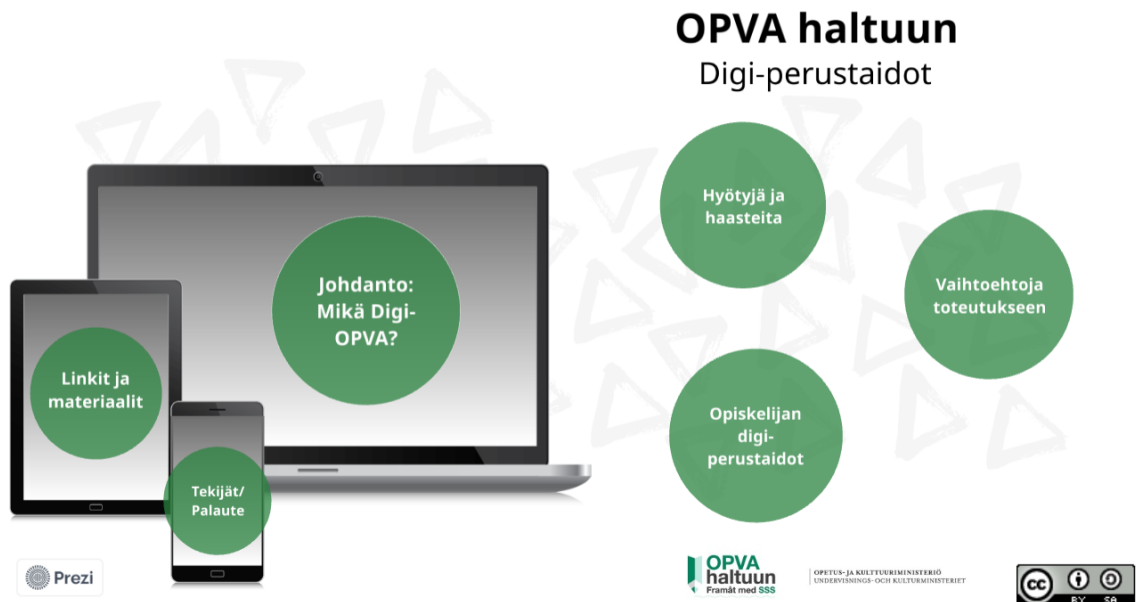 OPVA haltuun
Digi-perustaidot
Hyötyjä ja
haasteita
Vaihtoehtoja
toteutukseen
Johdanto:
Mikä Digi-
OPVA?
Linkit ja
materiaalit
Opiskelijan
digi-
perustaidot
Tekijät/
Palaute
Prezi
OPVA
haltuun
Framåt med SSS
OPETUS- JA KULTTUURIMINISTERIÖ
UNDERVISNINGS- OCH KULTURMINISTERIET
cc
BY SA